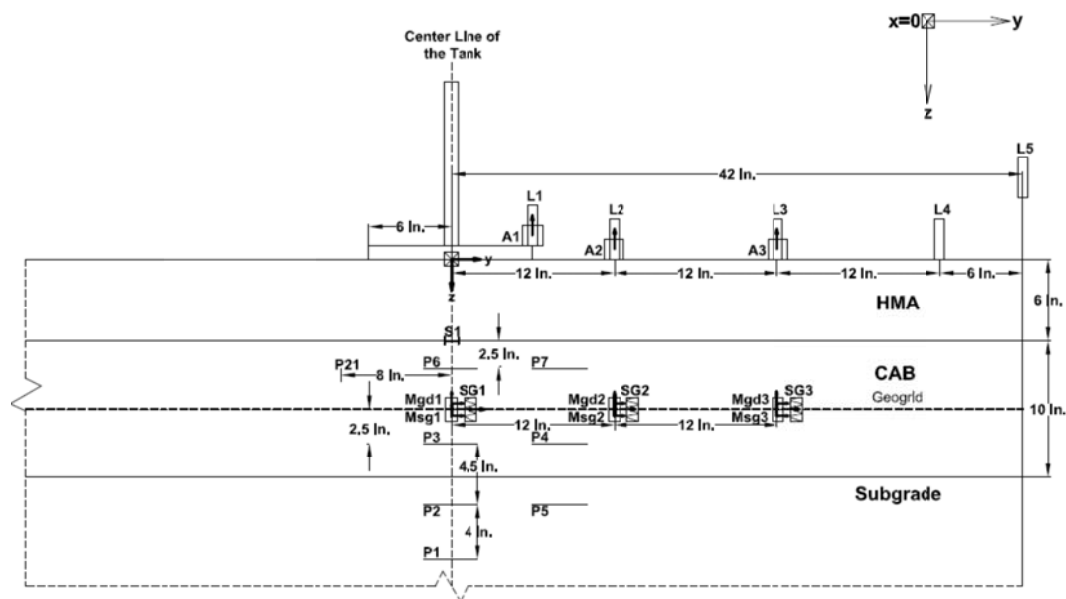 x=0 y
z
Center Line of
the Tank
L5
42 In.
L1 L2 L3 L4
6 In.
A1 A2 A3
y
12 In. 12 In. 12 In. 6 In.
z
HMA
6 In.
S1
2.5 In.
P21 P6 P7
8 In.
CAB
Geogrid
Mgd1 SG1 Mgd2 SG2 Mgd3 SG3
Msg1 Msg2 Msg3
10 In.
12 In. 12 In.
2.5 In.
P3 P4
4.5 In.
Subgrade
P2 P5
4 In.
P1